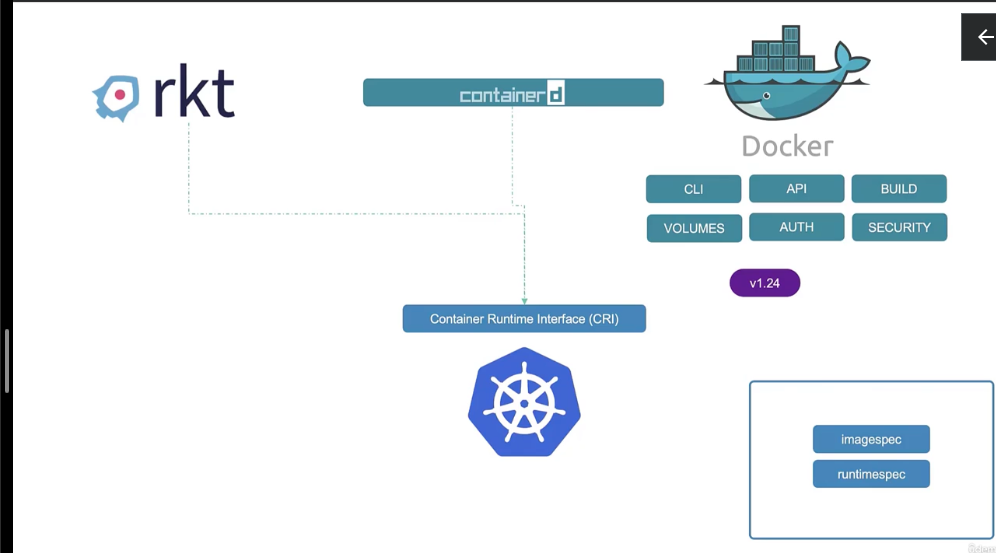 rkt
containerd
Docker
CLI
API
BUILD
VOLUMES
AUTH
SECURITY
v1.24
Container Runtime Interface (CRI)
imagespec
runtimespec